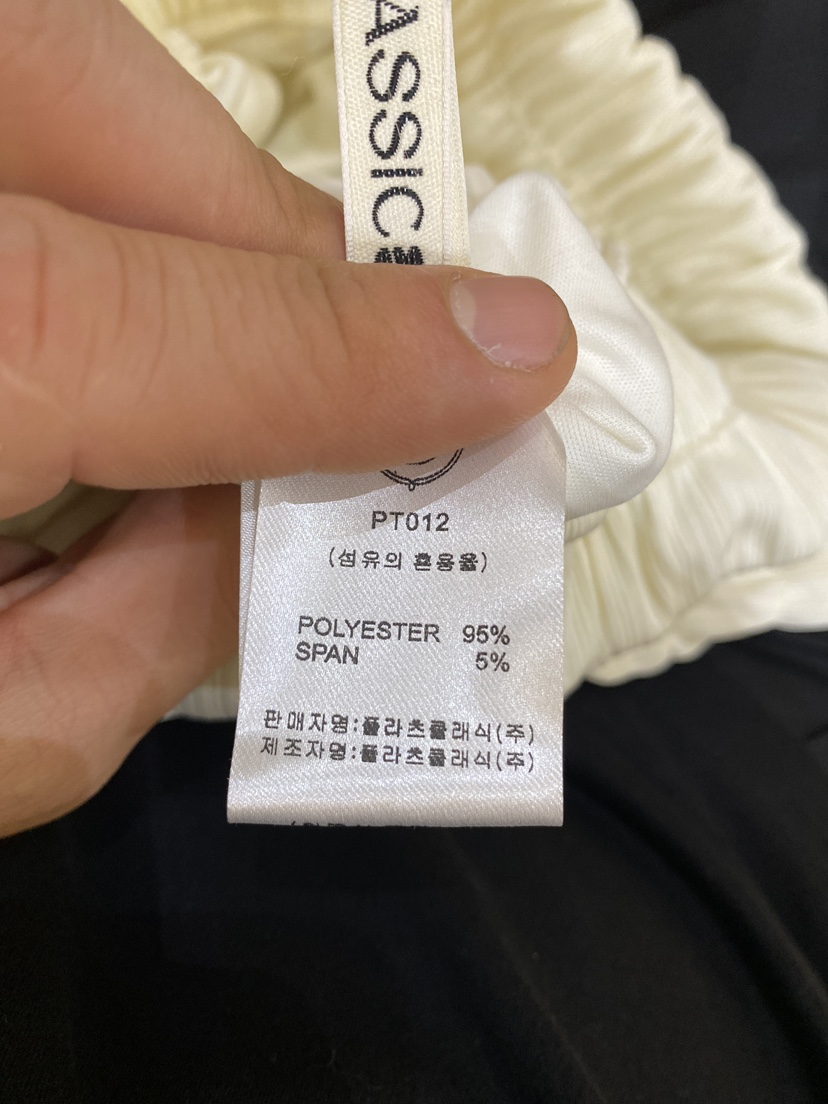 ASSIC
PT012
(섬유의 혼용율)
POLYESTER 95%
SPAN 5%
판매자명:플라츠클래식(주)
제조자명:플라츠클래식(주)